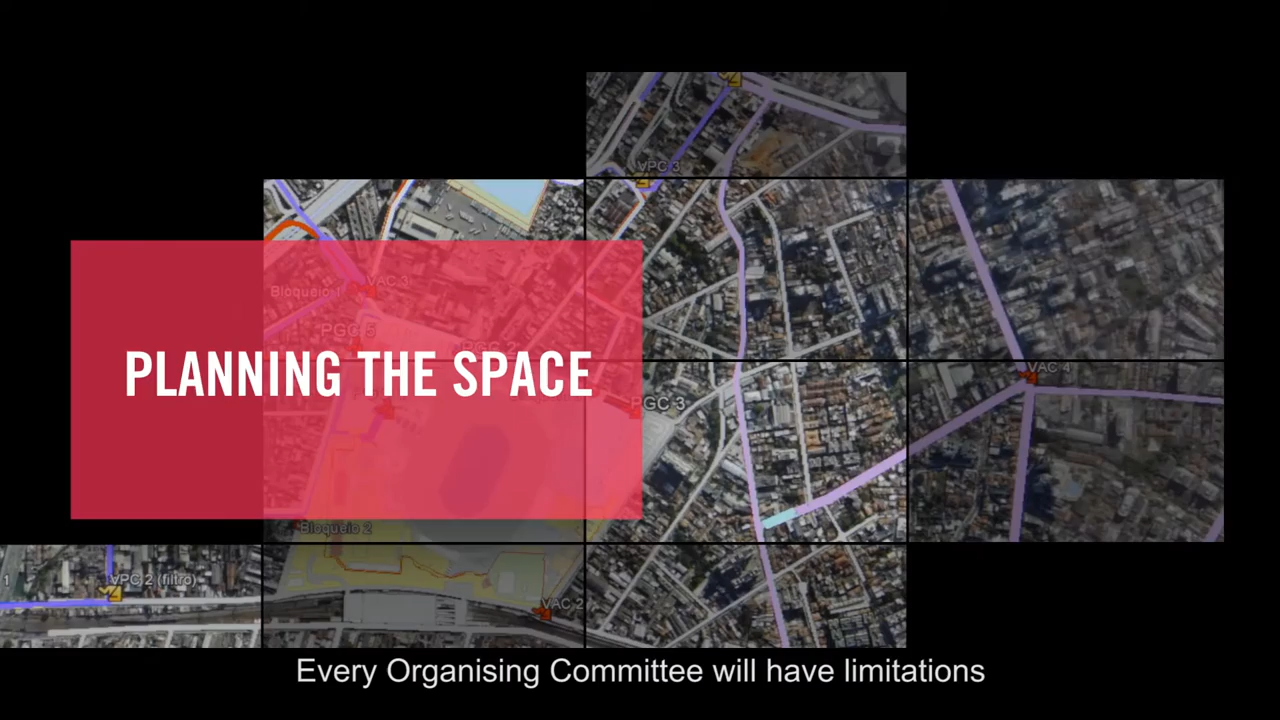 VPC 3
VAC 3
Bloqueio 1
PGC 5
PGC 2
PLANNING THE SPACE
VAC 4
PGC 3
Bloqueio 2
1
VPC 2 (filtro)
VAC 2
Every Organising Committee will have limitations